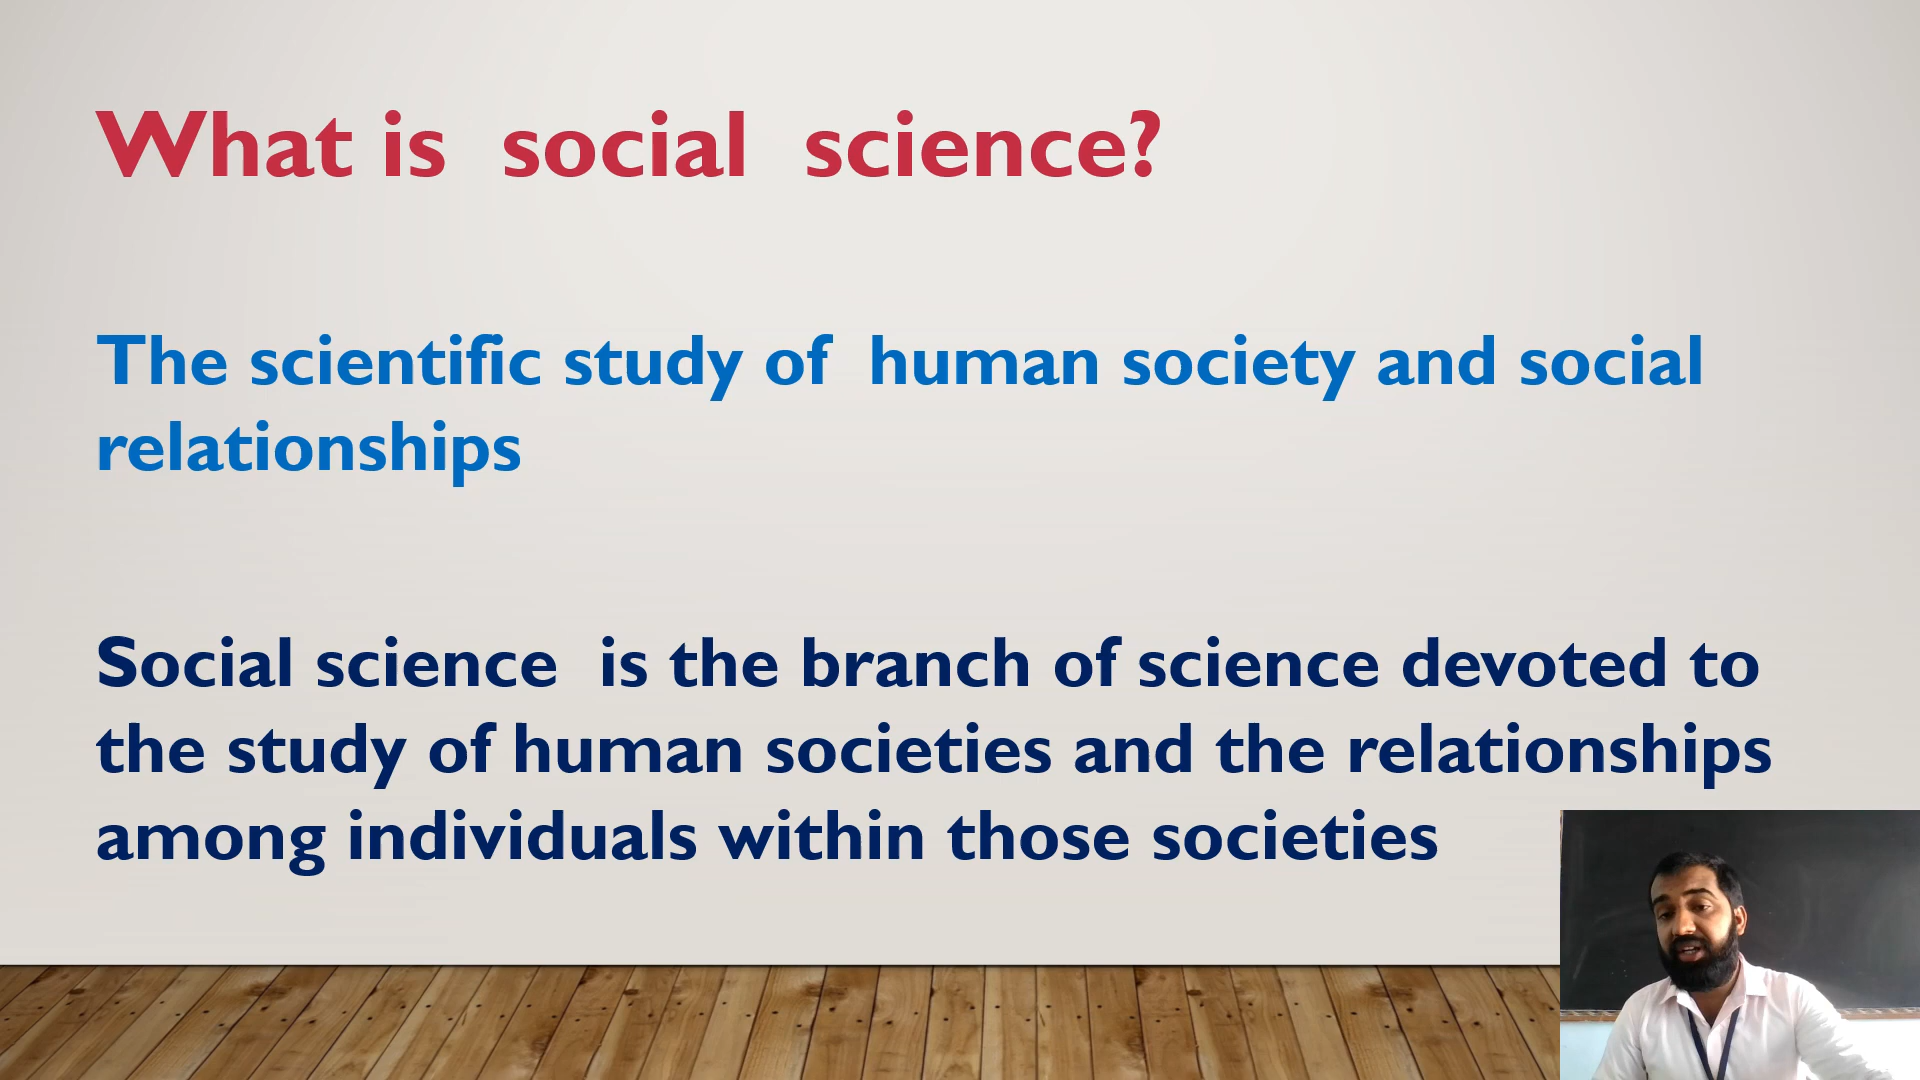 What is social science?
The scientific study of human society and social
relationships
Social science is the branch of science devoted to
the study of human societies and the relationships
among individuals within those societies